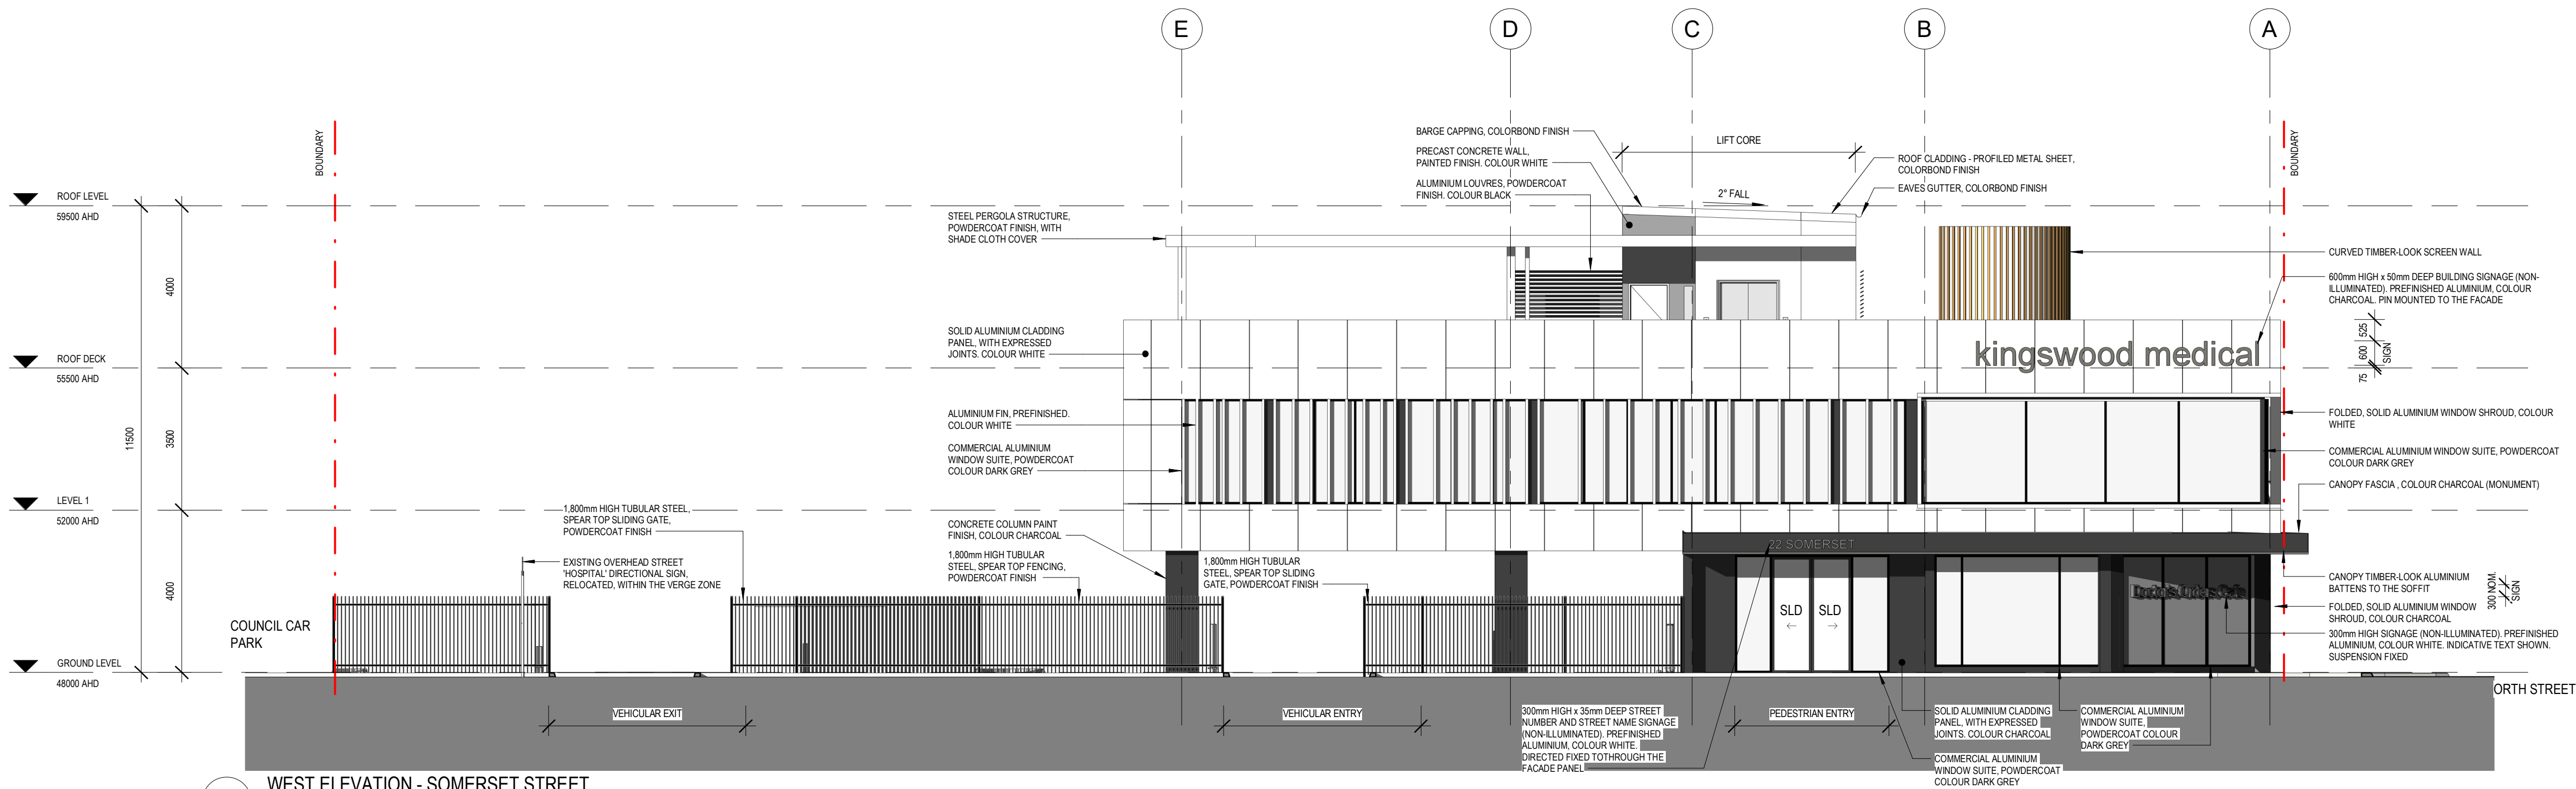 E
D
C
B
A
BOUNDARY
BOUNDARY
BARGE CAPPING, COLORBOND FINISH
PRECAST CONCRETE WALL,
PAINTED FINISH. COLOUR WHITE
ALUMINIUM LOUVRES, POWDERCOAT
FINISH. COLOUR BLACK
LIFT CORE
2° FALL
ROOF CLADDING - PROFILED METAL SHEET,
COLORBOND FINISH
EAVES GUTTER, COLORBOND FINISH
ROOF LEVEL
59500 AHD
STEEL PERGOLA STRUCTURE,
POWDERCOAT FINISH, WITH
SHADE CLOTH COVER
CURVED TIMBER-LOOK SCREEN WALL
600mm HIGH x 50mm DEEP BUILDING SIGNAGE (NON-
ILLUMINATED). PREFINISHED ALUMINIUM, COLOUR
CHARCOAL. PIN MOUNTED TO THE FACADE
4000
SOLID ALUMINIUM CLADDING
PANEL, WITH EXPRESSED
JOINTS. COLOUR WHITE
kingswood medical
525
600
SIGN
75
ROOF DECK
55500 AHD
11500
3500
ALUMINIUM FIN, PREFINISHED.
COLOUR WHITE
COMMERCIAL ALUMINIUM
WINDOW SUITE, POWDERCOAT
COLOUR DARK GREY
FOLDED, SOLID ALUMINIUM WINDOW SHROUD, COLOUR
WHITE
COMMERCIAL ALUMINIUM WINDOW SUITE, POWDERCOAT
COLOUR DARK GREY
CANOPY FASCIA , COLOUR CHARCOAL (MONUMENT)
LEVEL 1
52000 AHD
1,800mm HIGH TUBULAR STEEL,
SPEAR TOP SLIDING GATE,
POWDERCOAT FINISH
EXISTING OVERHEAD STREET
'HOSPITAL' DIRECTIONAL SIGN,
RELOCATED, WITHIN THE VERGE ZONE
CONCRETE COLUMN PAINT
FINISH, COLOUR CHARCOAL
1,800mm HIGH TUBULAR
STEEL, SPEAR TOP FENCING,
POWDERCOAT FINISH
1,800mm HIGH TUBULAR
STEEL, SPEAR TOP SLIDING
GATE, POWDERCOAT FINISH
22 SOMERSET
SLD
SLD
CANOPY TIMBER-LOOK ALUMINIUM
BATTENS TO THE SOFFIT
FOLDED, SOLID ALUMINIUM WINDOW
SHROUD, COLOUR CHARCOAL
300mm HIGH SIGNAGE (NON-ILLUMINATED). PREFINISHED
ALUMINIUM, COLOUR WHITE. INDICATIVE TEXT SHOWN.
SUSPENSION FIXED
300 NOM.
SIGN
4000
COUNCIL CAR
PARK
GROUND LEVEL
48000 AHD
ORTH STREET
VEHICULAR EXIT
VEHICULAR ENTRY
PEDESTRIAN ENTRY
300mm HIGH x 35mm DEEP STREET
NUMBER AND STREET NAME SIGNAGE
(NON-ILLUMINATED). PREFINISHED
ALUMINIUM, COLOUR WHITE.
DIRECTED FIXED TOTHROUGH THE
FACADE PANEL
SOLID ALUMINIUM CLADDING
PANEL, WITH EXPRESSED
JOINTS. COLOUR CHARCOAL
COMMERCIAL ALUMINIUM
WINDOW SUITE, POWDERCOAT
COLOUR DARK GREY
COMMERCIAL ALUMINIUM
WINDOW SUITE,
POWDERCOAT COLOUR
DARK GREY
WEST ELEVATION - SOMERSET STREET